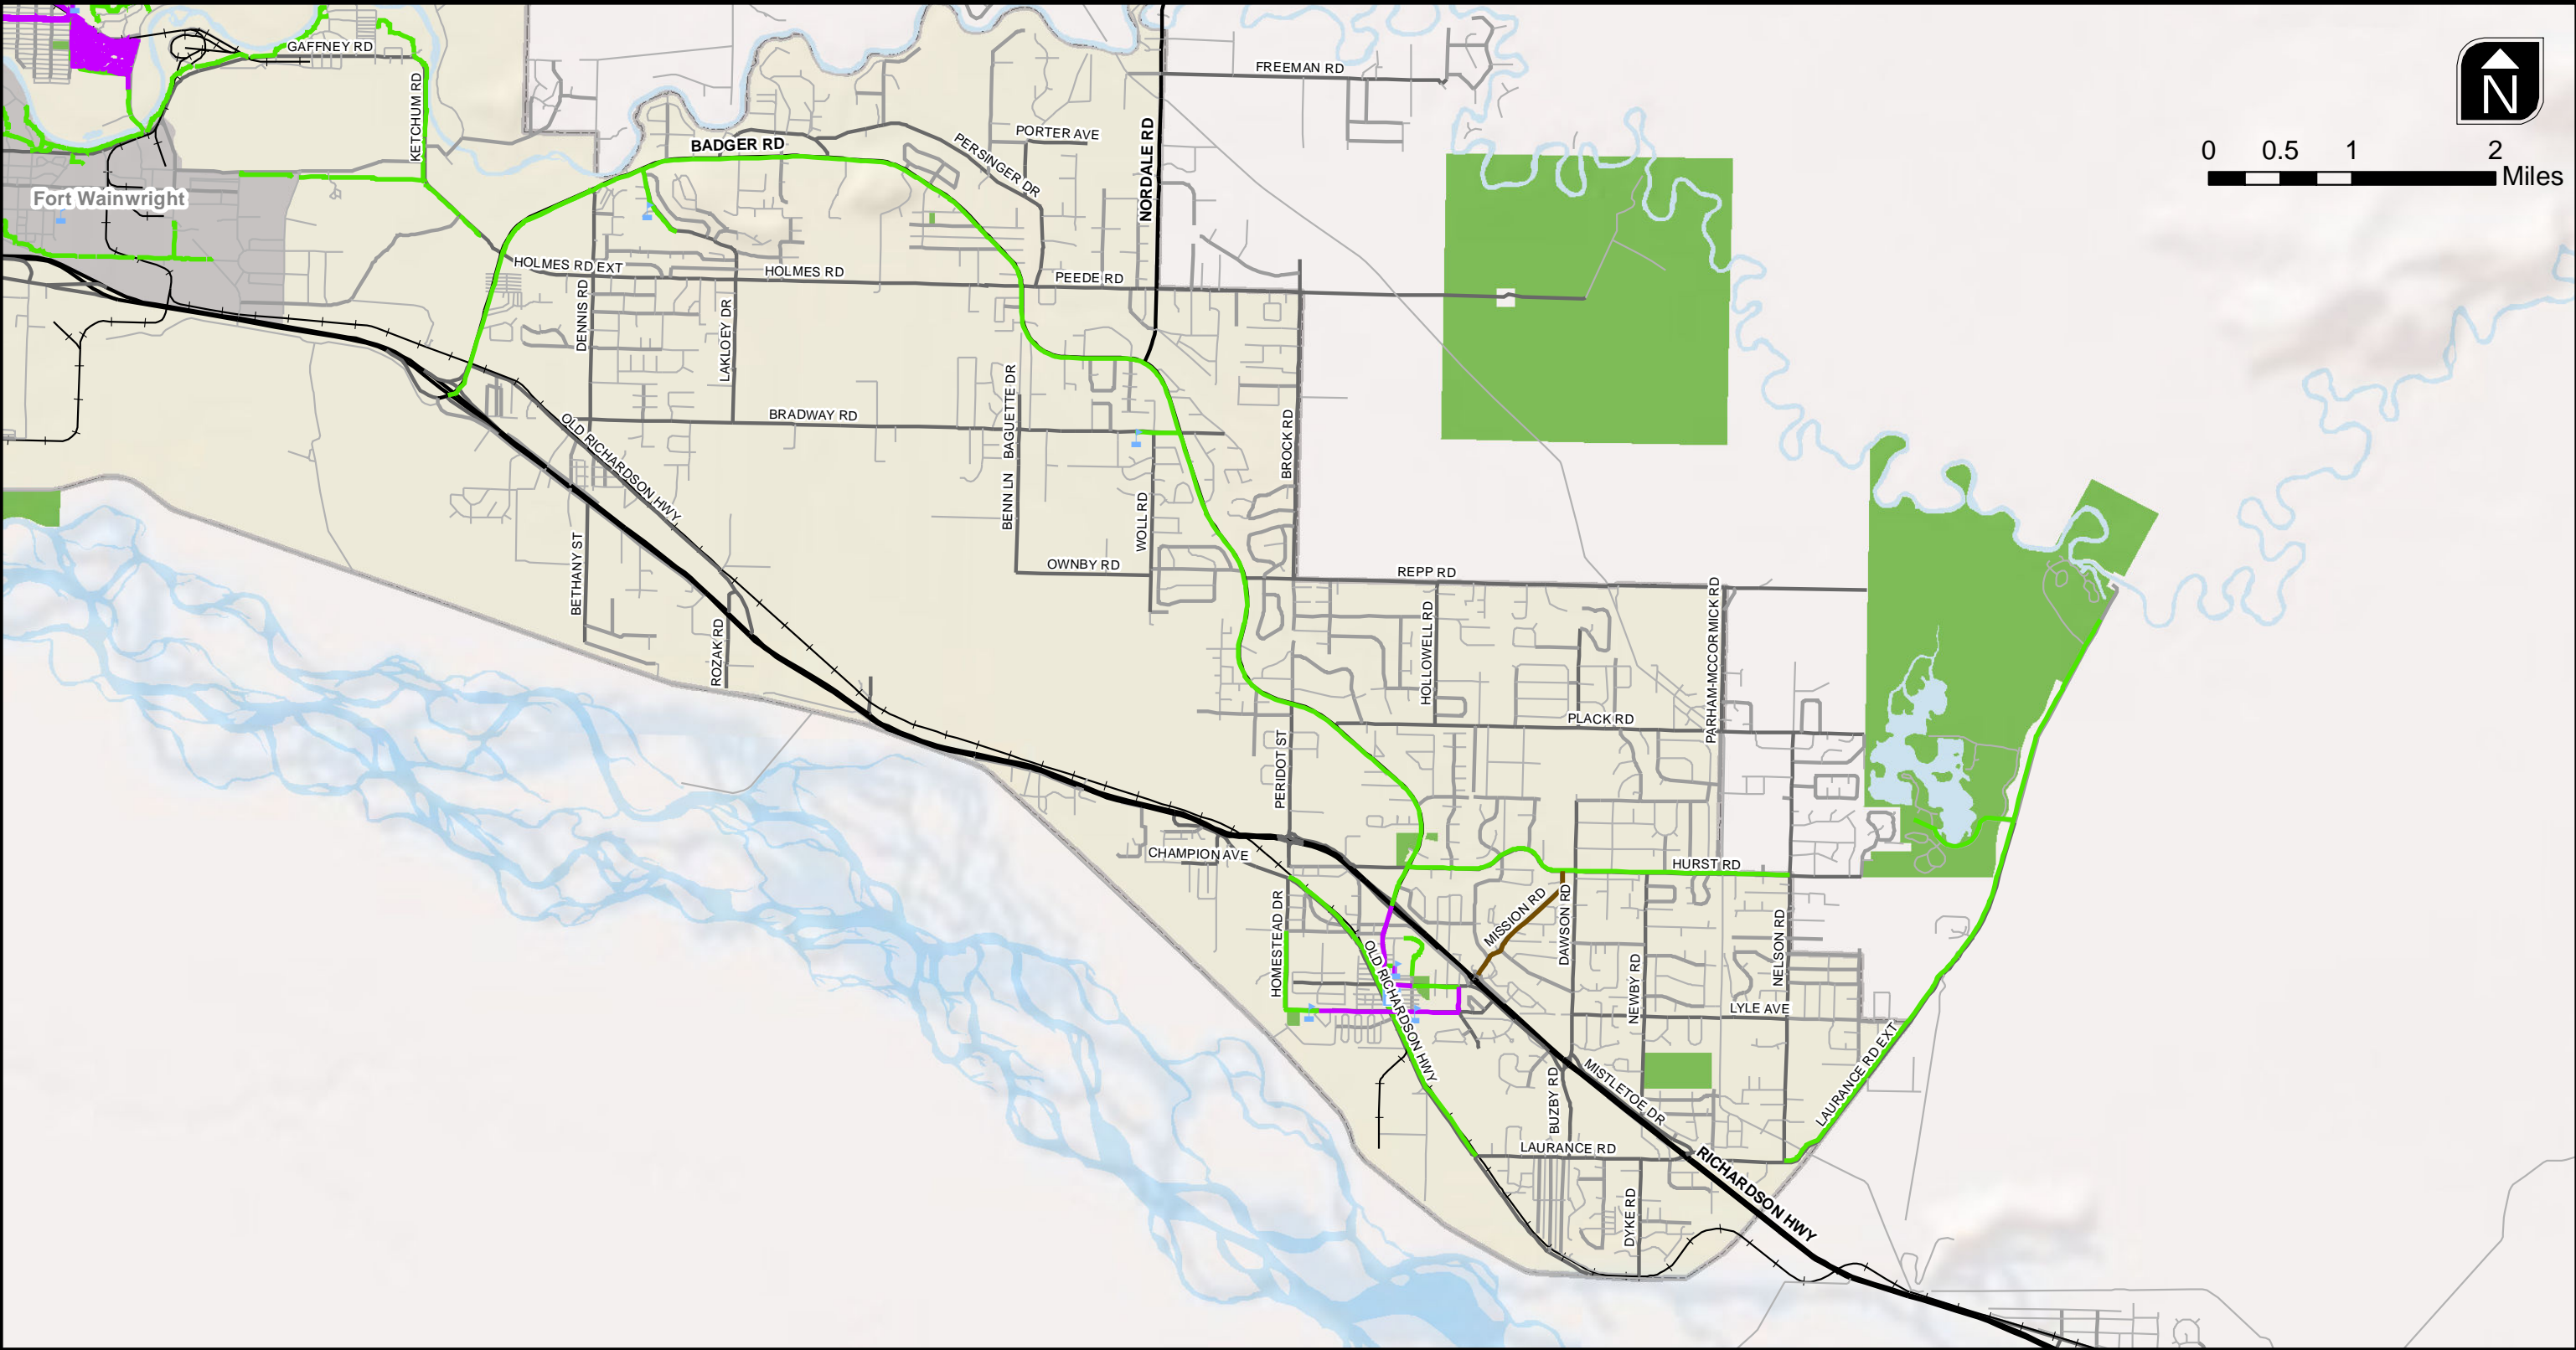 GAFFNEY RD
FREEMAN RD
N
KETCHUM RD
PORTER AVE
BADGER RD
PERSINGER DR
NORDALE RD
0 0.5 1 2
Miles
Fort Wainwright
HOLMES RD EXT
HOLMES RD
PEEDE RD
DENNIS RD
LAKLOEY DR
BAGUETTE DR
BRADWAY RD
OLD RICHARDSON HWY
BROCK RD
BENN LN
WOLL RD
BETHANY ST
OWNBY RD
REPP RD
ROZAK RD
HOLLOWELL RD
PARHAM-MCCORMICK RD
PLACK RD
PERIDOT ST
CHAMPION AVE
HURST RD
MISSION RD
DAWSON RD
HOMESTEAD DR
OLD RICHARDSON HWY
NEWBY RD
NELSON RD
LYLE AVE
LAURANCE RD EXT
BUZBY RD
MISTLETOE DR
LAURANCE RD
RICHARDSON HWY
DYKE RD